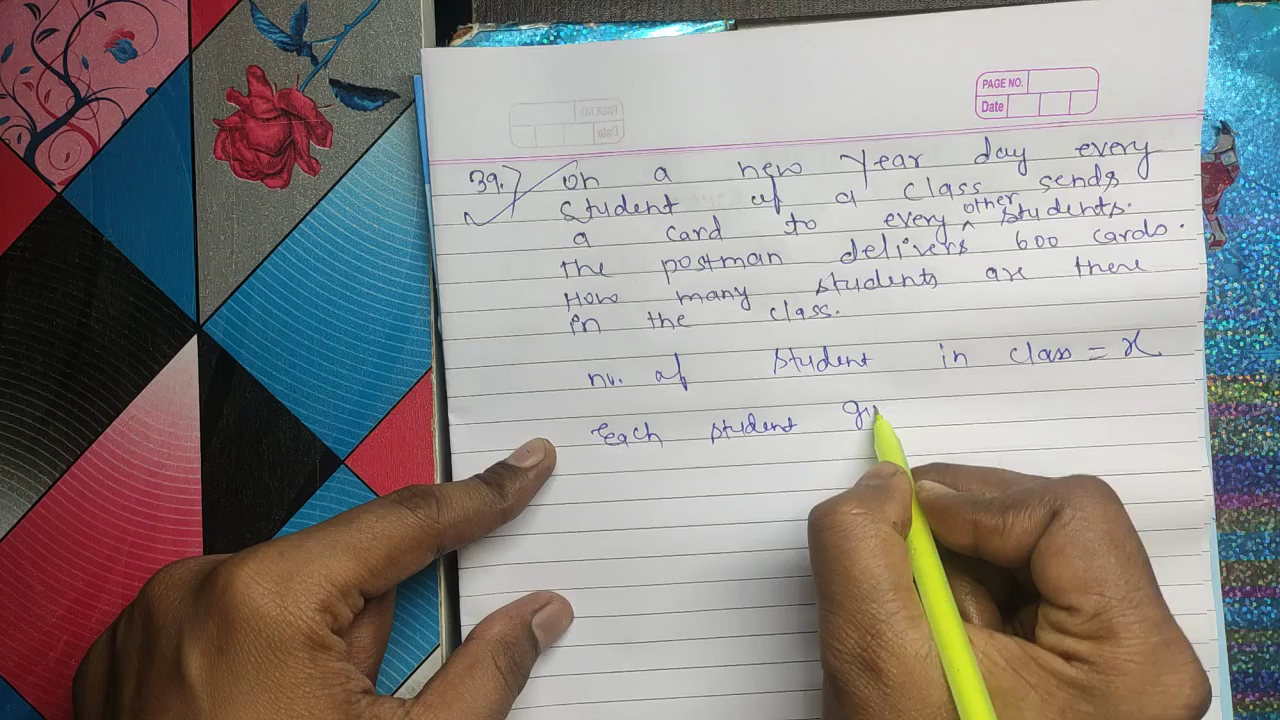 PAGE NO.
Date
39.) On a new Year day every
student of a class sends
a card to every other students.
the postman delivers 600 cards.
How many students are there
in the class.
no. of student in class = x
Each student